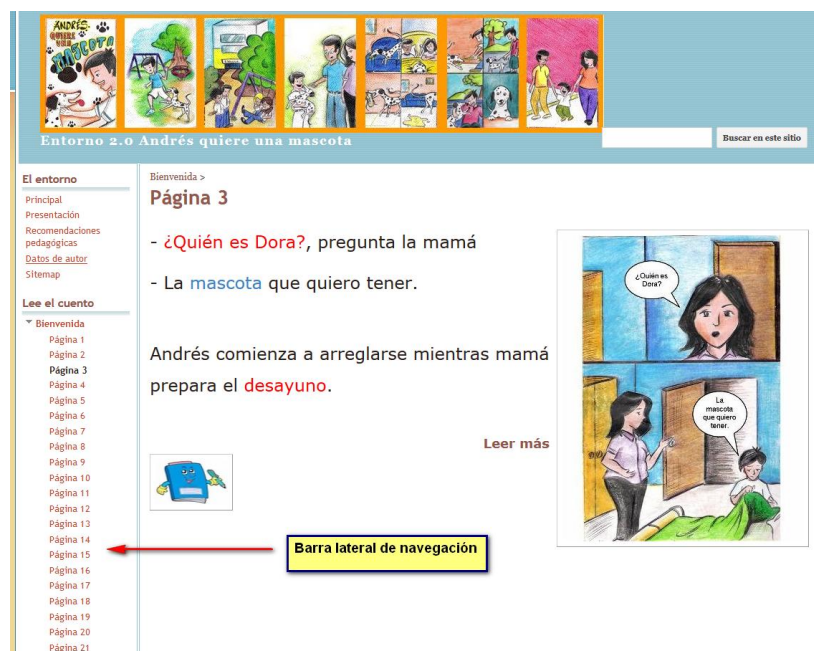 ANDRÉS
QUIERE
UNA
MASCOTA
Entorno 2.0 Andrés quiere una mascota
Buscar en este sitio
El entorno
Principal
Presentación
Recomendaciones
pedagógicas
Datos de autor
Sitemap
Lee el cuento
Bienvenida
Página 1
Página 2
Página 3
Página 4
Página 5
Página 6
Página 7
Página 8
Página 9
Página 10
Página 11
Página 12
Página 13
Página 14
Página 15
Página 16
Página 17
Página 18
Página 19
Página 20
Página 21
Bienvenida >
Página 3
- ¿Quién es Dora?, pregunta la mamá
- La mascota que quiero tener.
Andrés comienza a arreglarse mientras mamá
prepara el desayuno.
Leer más
¿Quién es
Dora?
La
mascota
que quiero
tener.
Barra lateral de navegación